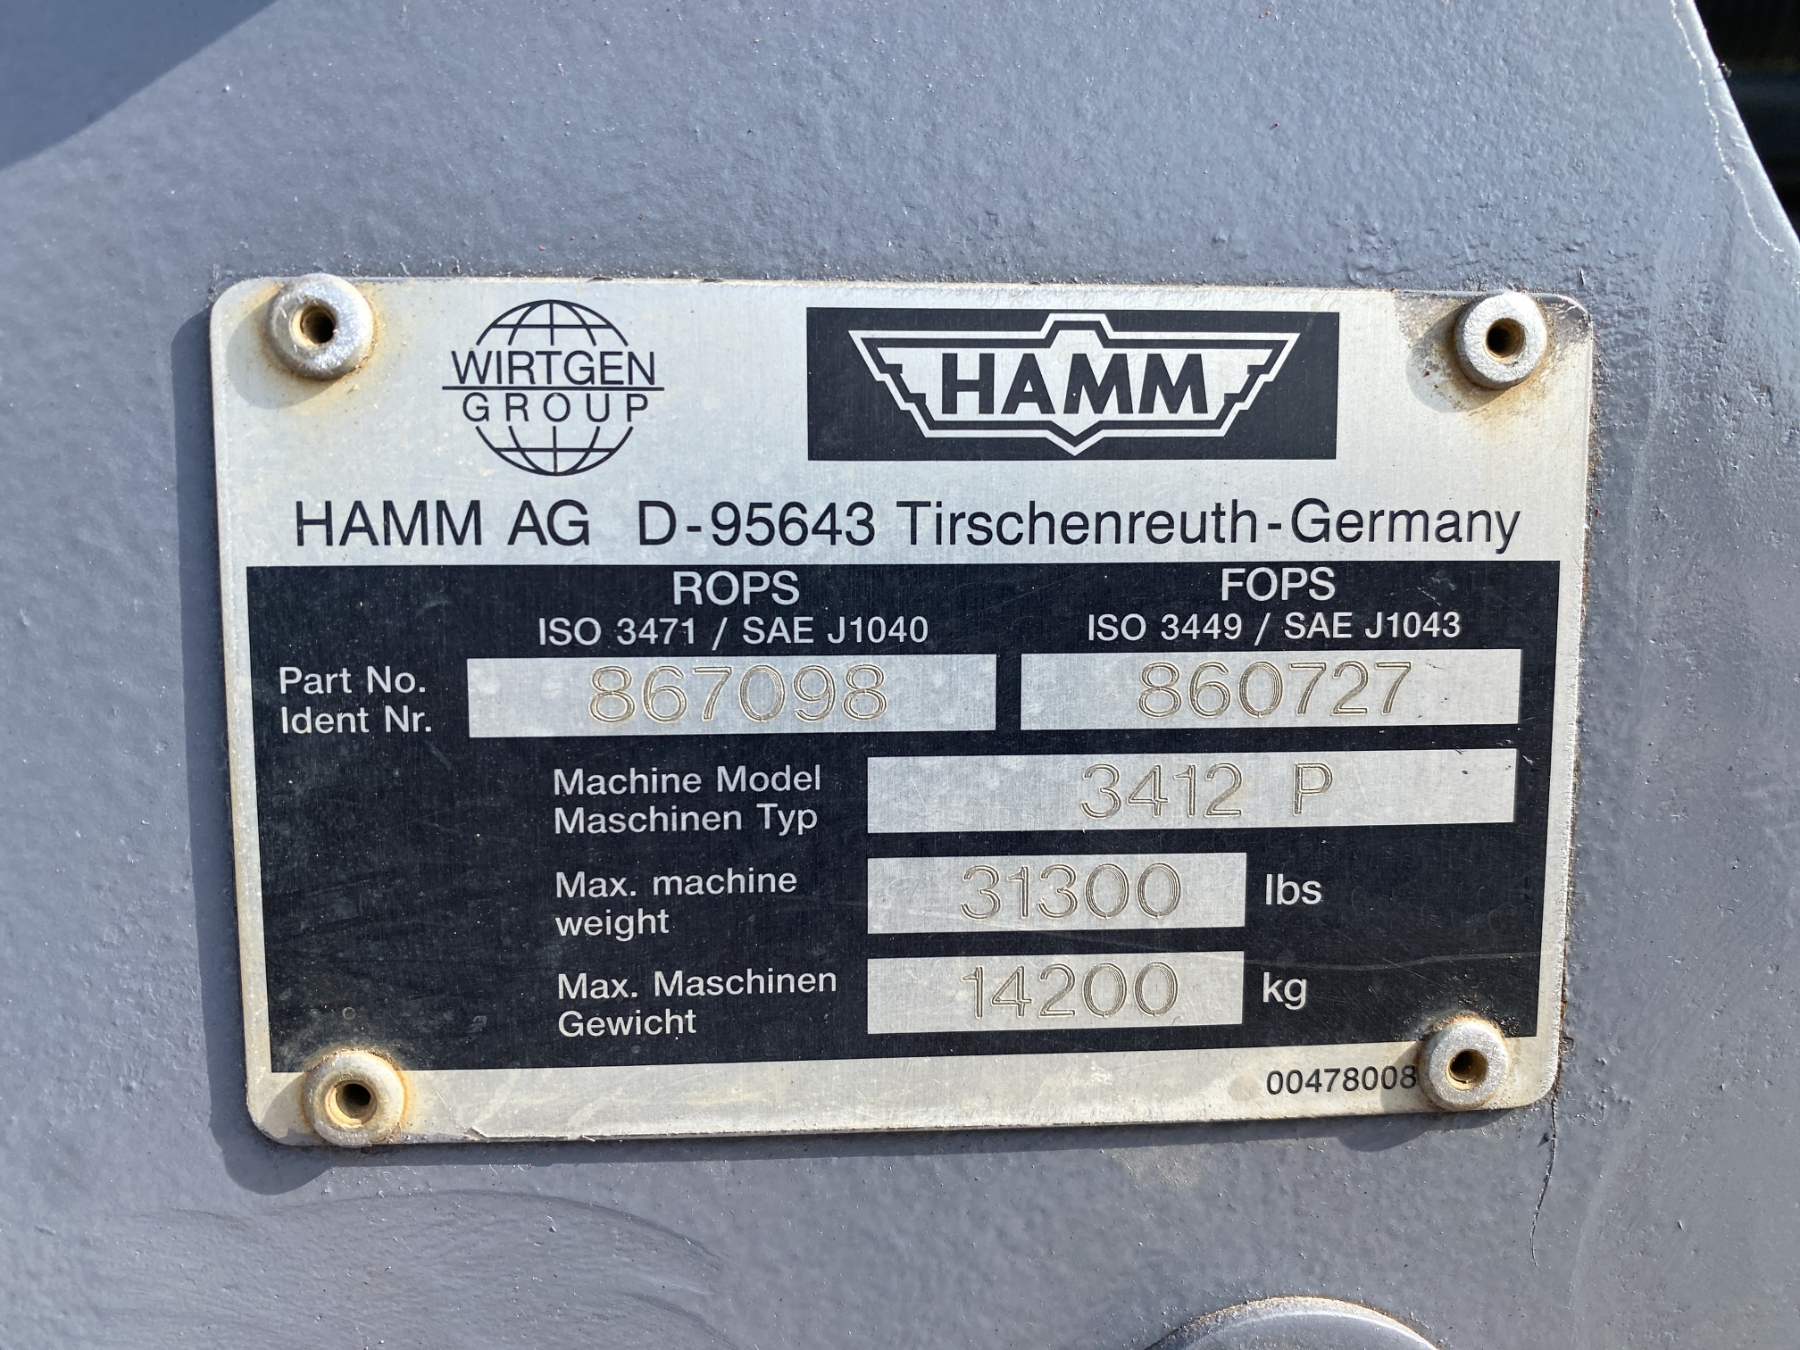 WIRTGEN
GROUP
HAMM
HAMM AG D-95643 Tirschenreuth-Germany
ROPS
ISO 3471 / SAE J1040
FOPS
ISO 3449 / SAE J1043
Part No.
Ident Nr.
867098
860727
Machine Model
Maschinen Typ
3412 P
Max. machine
weight
31300 lbs
Max. Maschinen
Gewicht
14200 kg
00478008